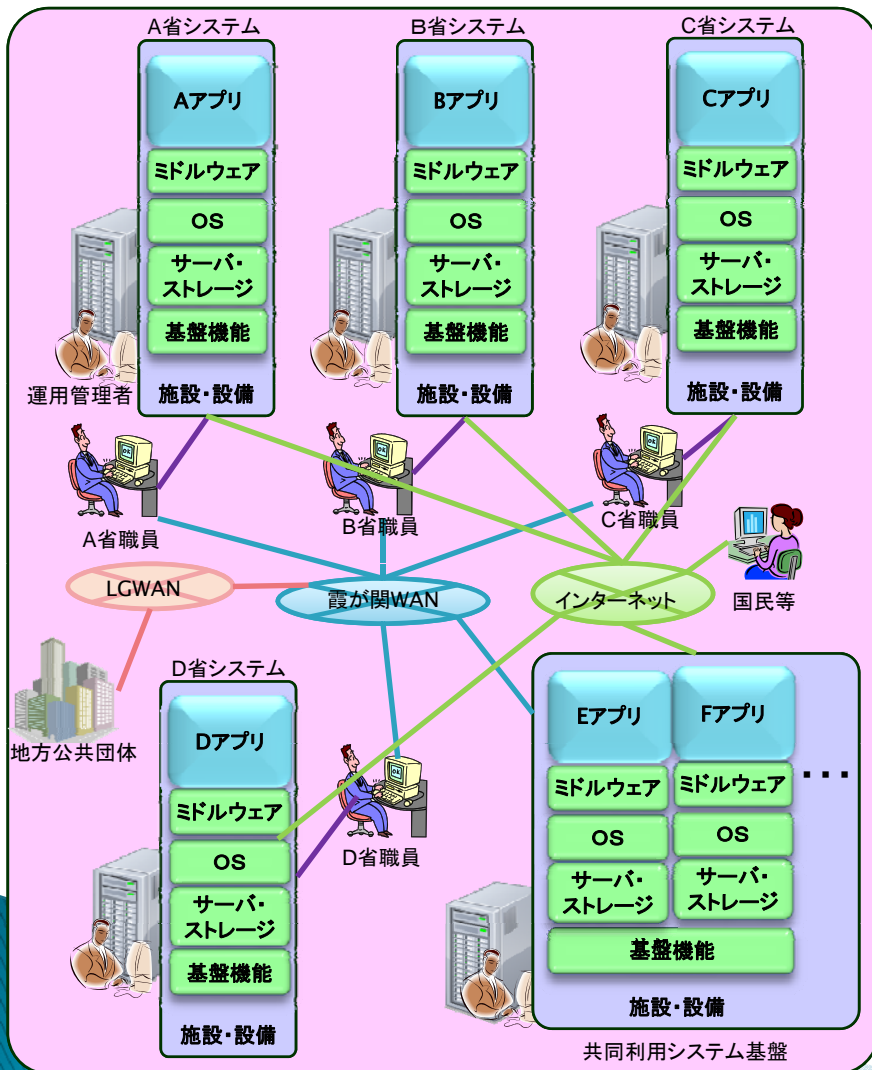 A省システム
B省システム
C省システム
Aアプリ
ミドルウェア
OS
サーバ・
ストレージ
基盤機能
施設・設備
Bアプリ
ミドルウェア
OS
サーバ・
ストレージ
基盤機能
施設・設備
Cアプリ
ミドルウェア
OS
サーバ・
ストレージ
基盤機能
施設・設備
運用管理者
A省職員
B省職員
C省職員
LGWAN
霞が関WAN
インターネット
国民等
地方公共団体
D省システム
Dアプリ
ミドルウェア
OS
サーバ・
ストレージ
基盤機能
施設・設備
D省職員
Eアプリ
ミドルウェア
OS
サーバ・
ストレージ
Fアプリ
ミドルウェア
OS
サーバ・
ストレージ
・・・
基盤機能
施設・設備
共同利用システム基盤